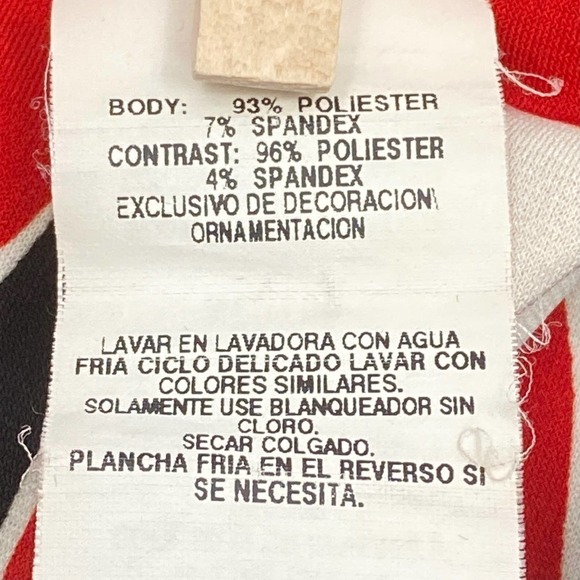 BODY: 93% POLIESTER
7% SPANDEX
CONTRAST: 96% POLIESTER
4% SPANDEX
EXCLUSIVO DE DECORACION\
ORNAMENTACION
LAVAR EN LAVADORA CON AGUA
FRIA CICLO DELICADO LAVAR CON
COLORES SIMILARES.
SOLAMENTE USE BLANQUEADOR SIN
CLORO.
SECAR COLGADO.
PLANCHA FRIA EN EL REVERSO SI
SE NECESITA.